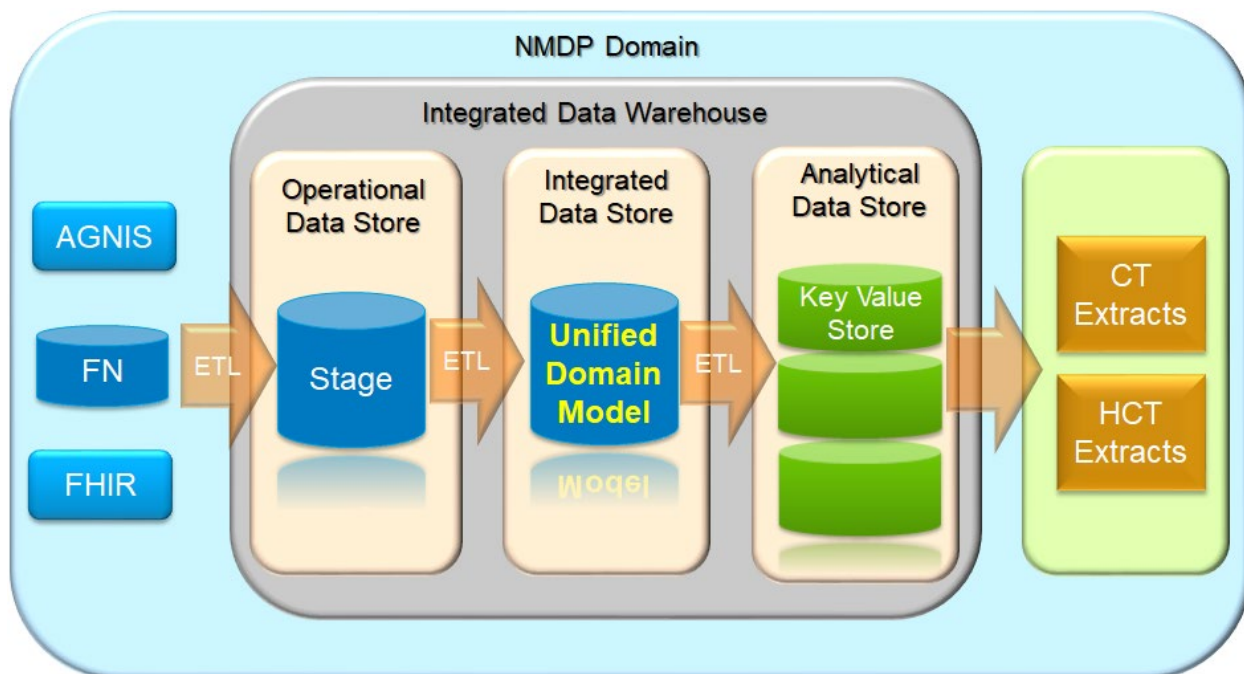 NMDP Domain
Integrated Data Warehouse
Operational
Data Store
Integrated
Data Store
Analytical
Data Store
AGNIS
FN
FHIR
ETL
Stage
ETL
Unified
Domain
Model
Model
ETL
Key Value
Store
CT
Extracts
HCT
Extracts